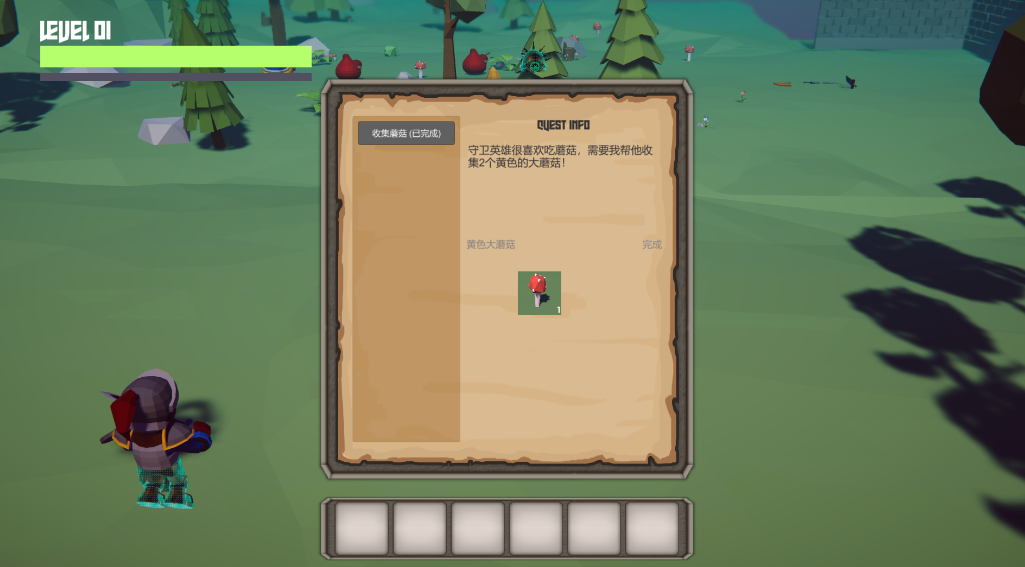 LEVEL 01
收集蘑菇 (已完成)
QUEST INFO
守卫英雄很喜欢吃蘑菇，需要我帮他收
集2个黄色的大蘑菇！
黄色大蘑菇 完成
1